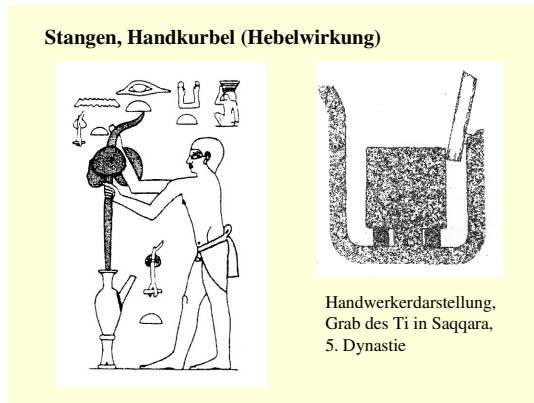 Stangen, Handkurbel (Hebelwirkung)
Handwerkerdarstellung,
Grab des Ti in Saqqara,
5. Dynastie